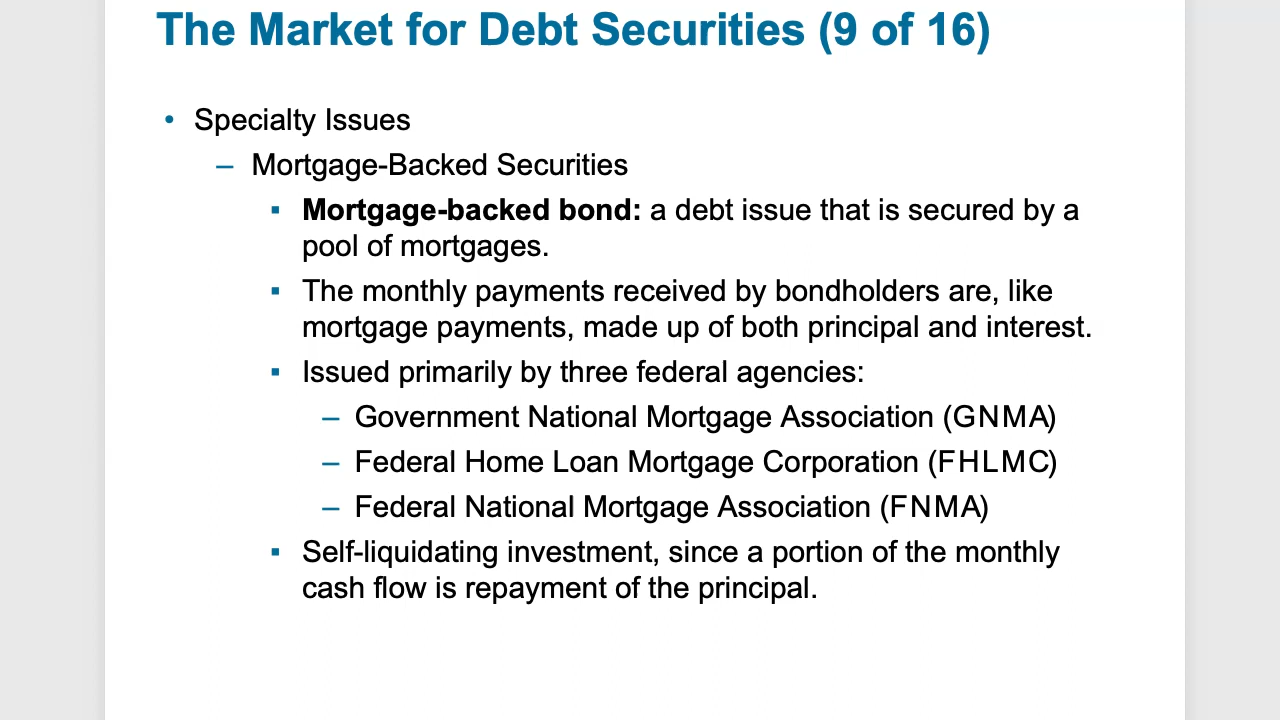 The Market for Debt Securities (9 of 16)
• Specialty Issues
– Mortgage-Backed Securities
▪ Mortgage-backed bond: a debt issue that is secured by a
pool of mortgages.
▪ The monthly payments received by bondholders are, like
mortgage payments, made up of both principal and interest.
▪ Issued primarily by three federal agencies:
– Government National Mortgage Association (GNMA)
– Federal Home Loan Mortgage Corporation (FHLMC)
– Federal National Mortgage Association (FNMA)
▪ Self-liquidating investment, since a portion of the monthly
cash flow is repayment of the principal.